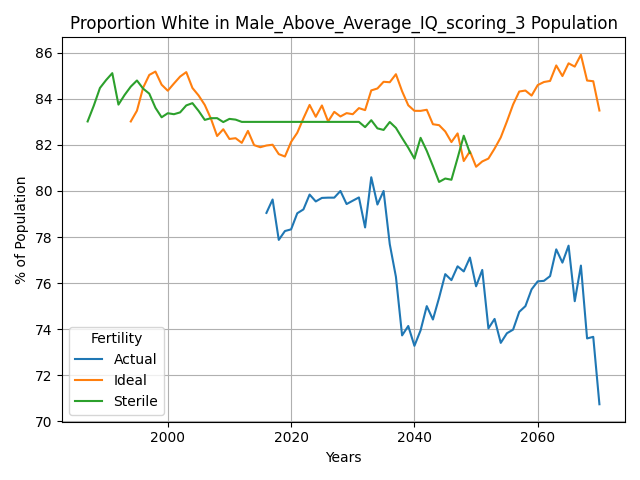 Proportion White in Male_Above_Average_IQ_scoring_3 Population
% of Population
86
84
82
80
78
76
74
72
70
Fertility
Actual
Ideal
Sterile
2000
2020
2040
2060
Years